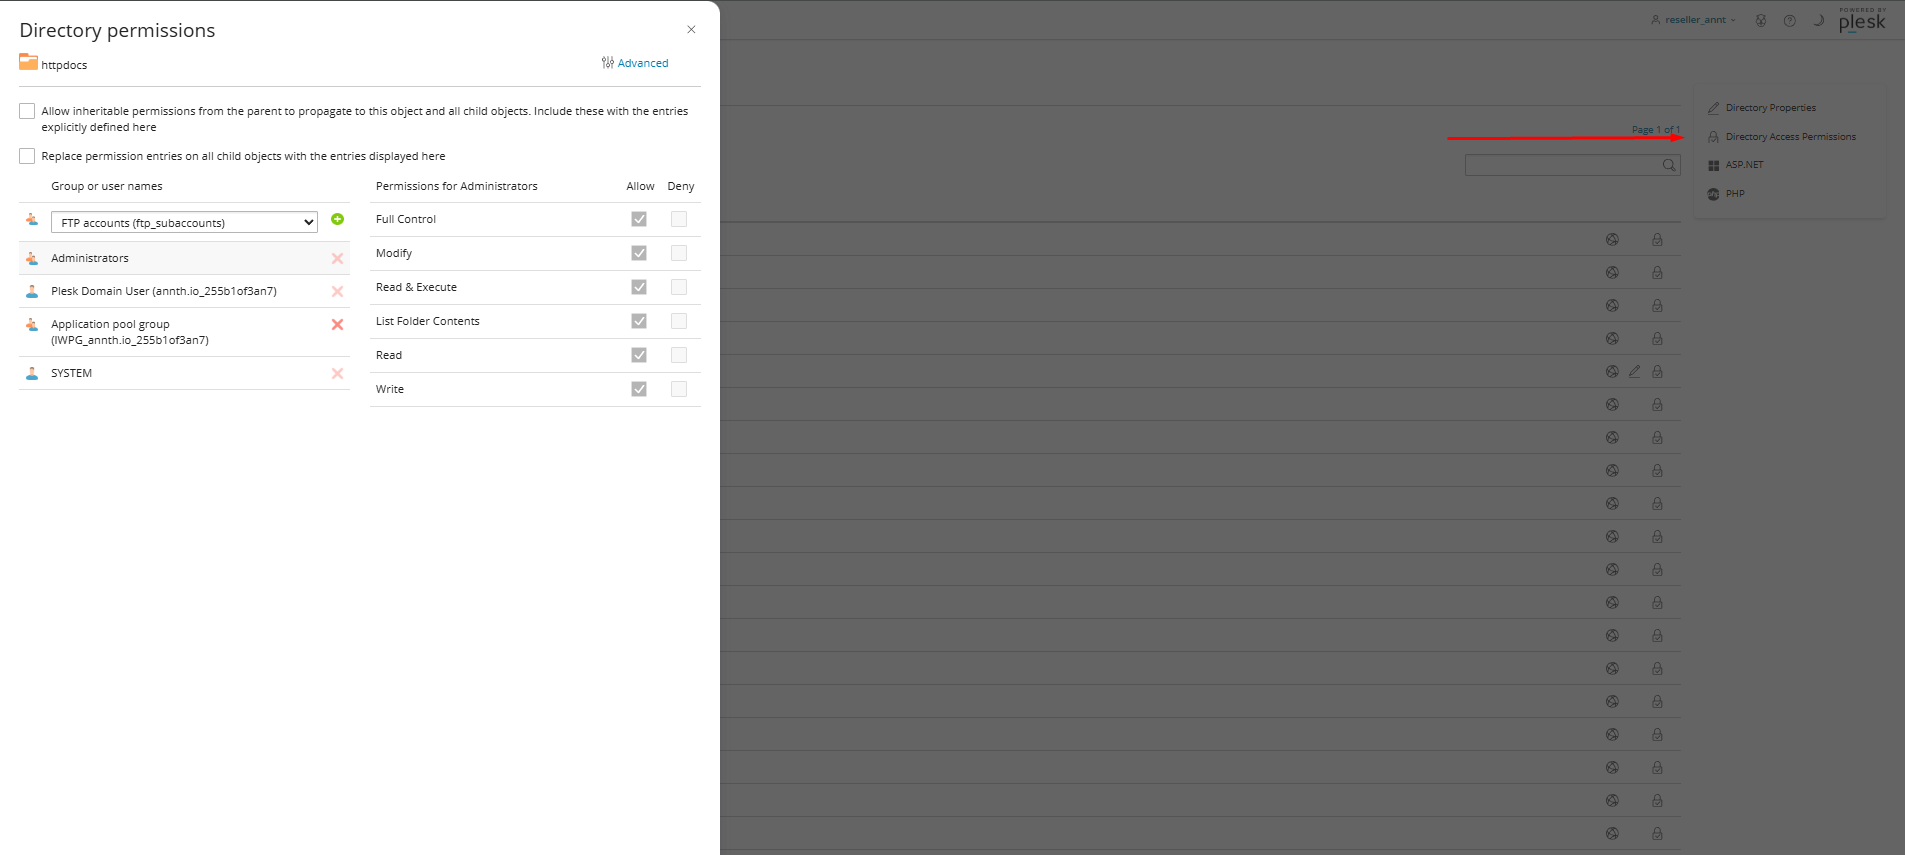 Directory permissions
httpdocs
Advanced
Allow inheritable permissions from the parent to propagate to this object and all child objects. Include these with the entries
explicitly defined here
Replace permission entries on all child objects with the entries displayed here
Group or user names
FTP accounts (ftp_subaccounts)
Administrators
Plesk Domain User (annth.io_255b1of3an7)
Application pool group
(IWPG_annth.io_255b1of3an7)
SYSTEM
Permissions for Administrators Allow Deny
Full Control
Modify
Read & Execute
List Folder Contents
Read
Write
reseller_annt
POWERED BY
plesk
Page 1 of 1
Directory Properties
Directory Access Permissions
ASP.NET
PHP